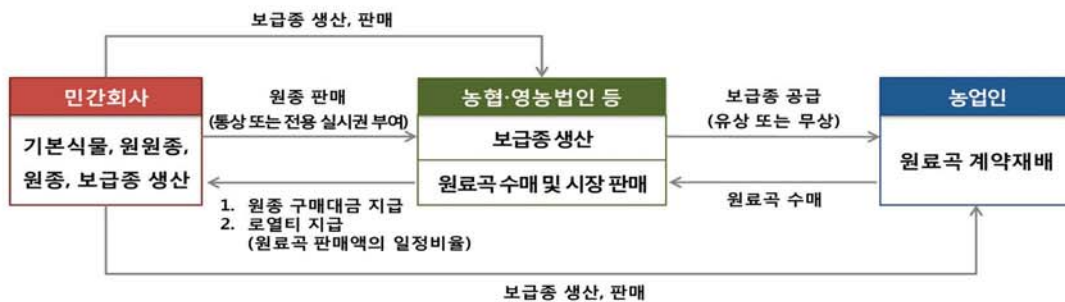 보급종 생산, 판매
민간회사
기본식물, 원원종,
원종, 보급종 생산
원종 판매
(통상 또는 전용 실시권 부여)
농협·영농법인 등
보급종 생산
원료곡 수매 및 시장 판매
보급종 공급
(유상 또는 무상)
농업인
원료곡 계약재배
1. 원종 구매대금 지급
2. 로열티 지급
(원료곡 판매액의 일정비율)
원료곡 수매
보급종 생산, 판매